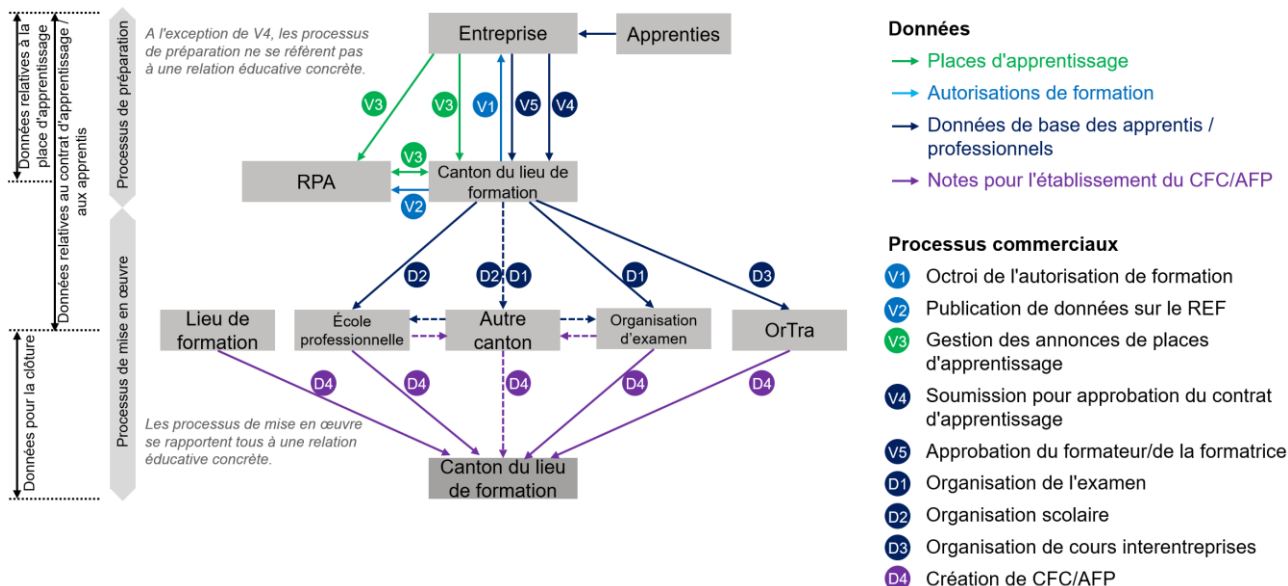 Données relatives à la
place d'apprentissage
Données relatives au contrat d'apprentissage /
aux apprentis
Données pour la clôture
Processus de préparation
Processus de mise en œuvre
A l'exception de V4, les processus
de préparation ne se réfèrent pas
à une relation éducative concrète.
Entreprise
Apprenties
V3
V3
V1
V5
V4
RPA
V3
V2
Canton du lieu de
formation
D2
D2
D1
D1
D3
Lieu de
formation
École
professionnelle
Autre
canton
Organisation
d'examen
OrTra
D4
D4
D4
D4
D4
Les processus de mise en œuvre
se rapportent tous à une relation
éducative concrète.
Canton du lieu
de formation
Données
Places d'apprentissage
Autorisations de formation
Données de base des apprentis /
professionnels
Notes pour l'établissement du CFC/AFP
Processus commerciaux
V1 Octroi de l'autorisation de formation
V2 Publication de données sur le REF
V3 Gestion des annonces de places
d'apprentissage
V4 Soumission pour approbation du contrat
d'apprentissage
V5 Approbation du formateur/de la formatrice
D1 Organisation de l'examen
D2 Organisation scolaire
D3 Organisation de cours interentreprises
D4 Création de CFC/AFP